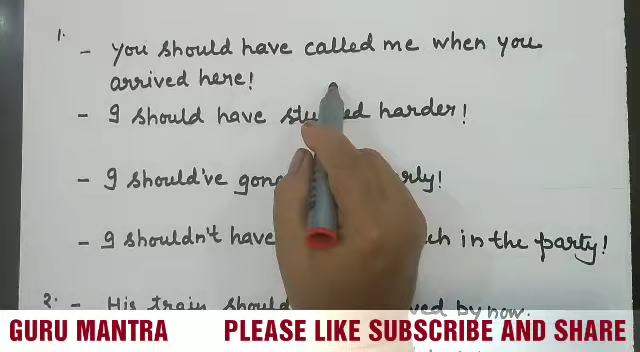 1.
- You should have called me when you
arrived here!
- I should have harder!
- I should've
- I shouldn't have in the party!
2. - His train by now.
GURU MANTRA PLEASE LIKE SUBSCRIBE AND SHARE